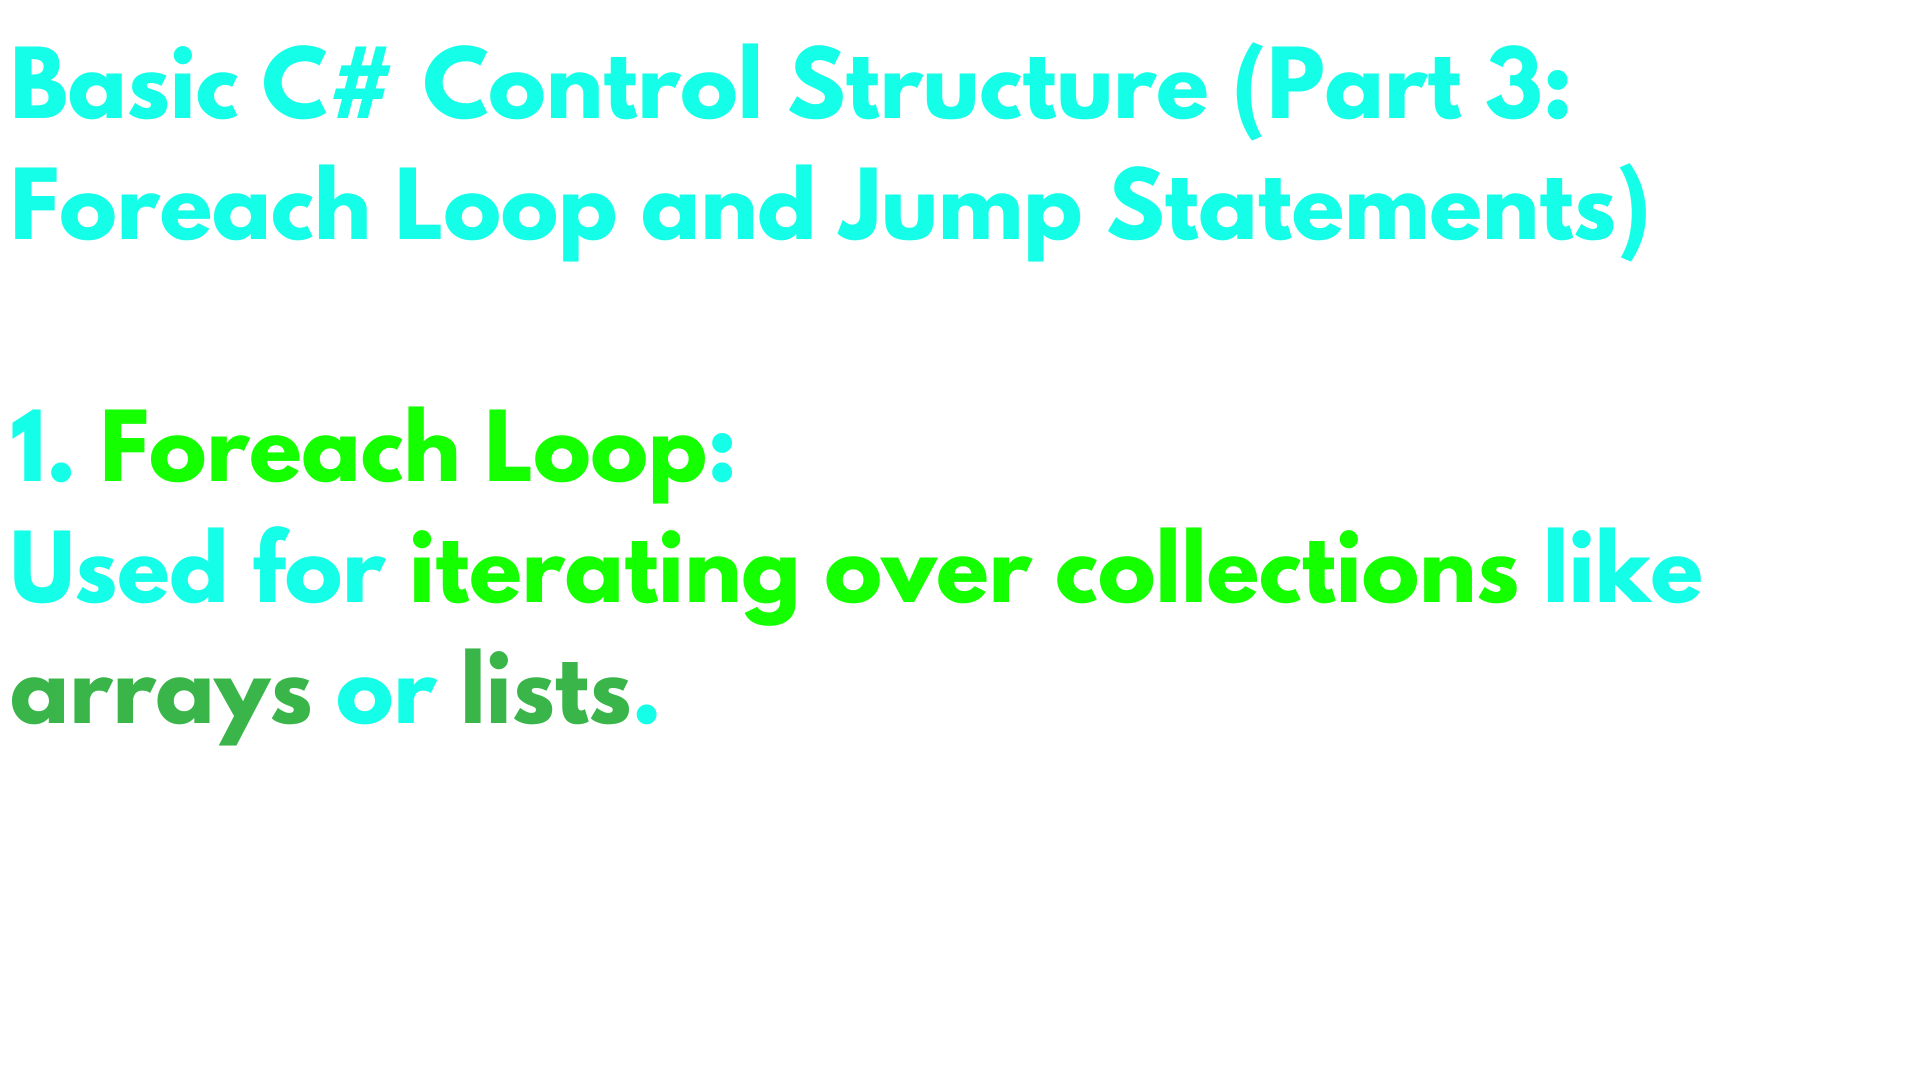 Basic C# Control Structure (Part 3:
Foreach Loop and Jump Statements)
1. Foreach Loop:
Used for iterating over collections like
arrays or lists.